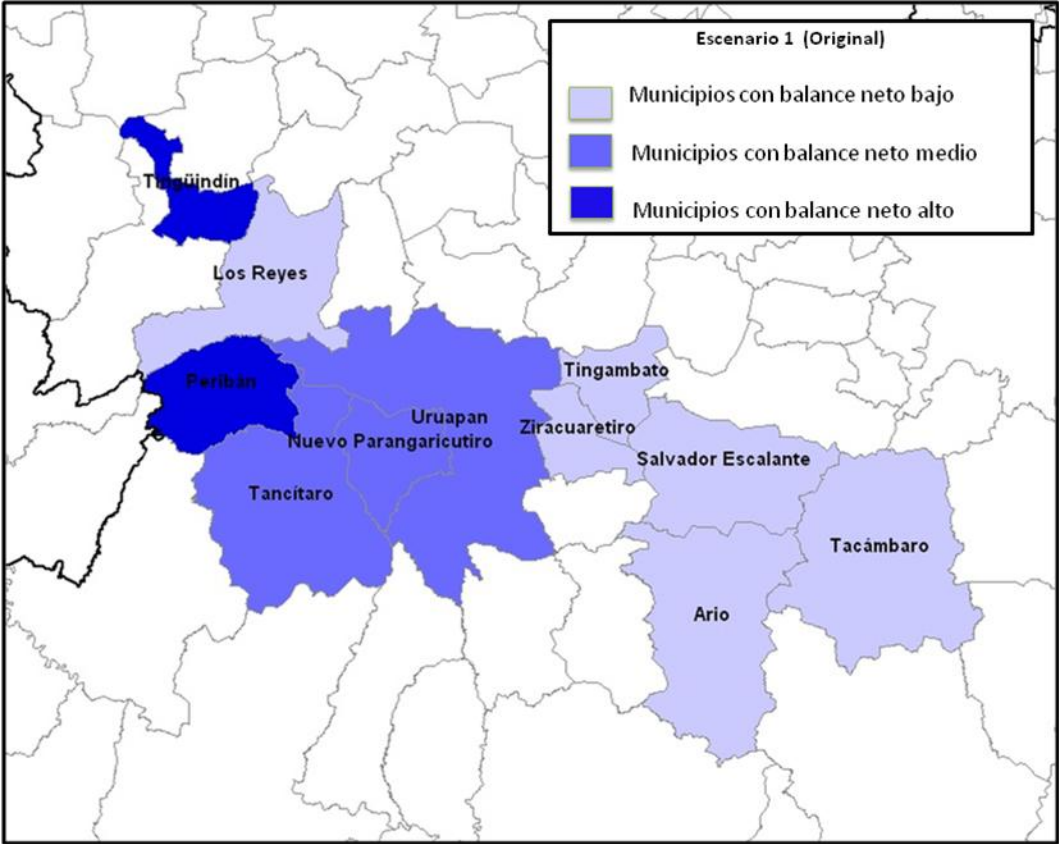 Escenario 1 (Original)
Municipios con balance neto bajo
Municipios con balance neto medio
Municipios con balance neto alto
Tingüindín
Los Reyes
Peribán
Tingambato
Uruapan
Ziracuaretiro
Nuevo Parangaricutiro
Salvador Escalante
Tancítaro
Tacámbaro
Ario